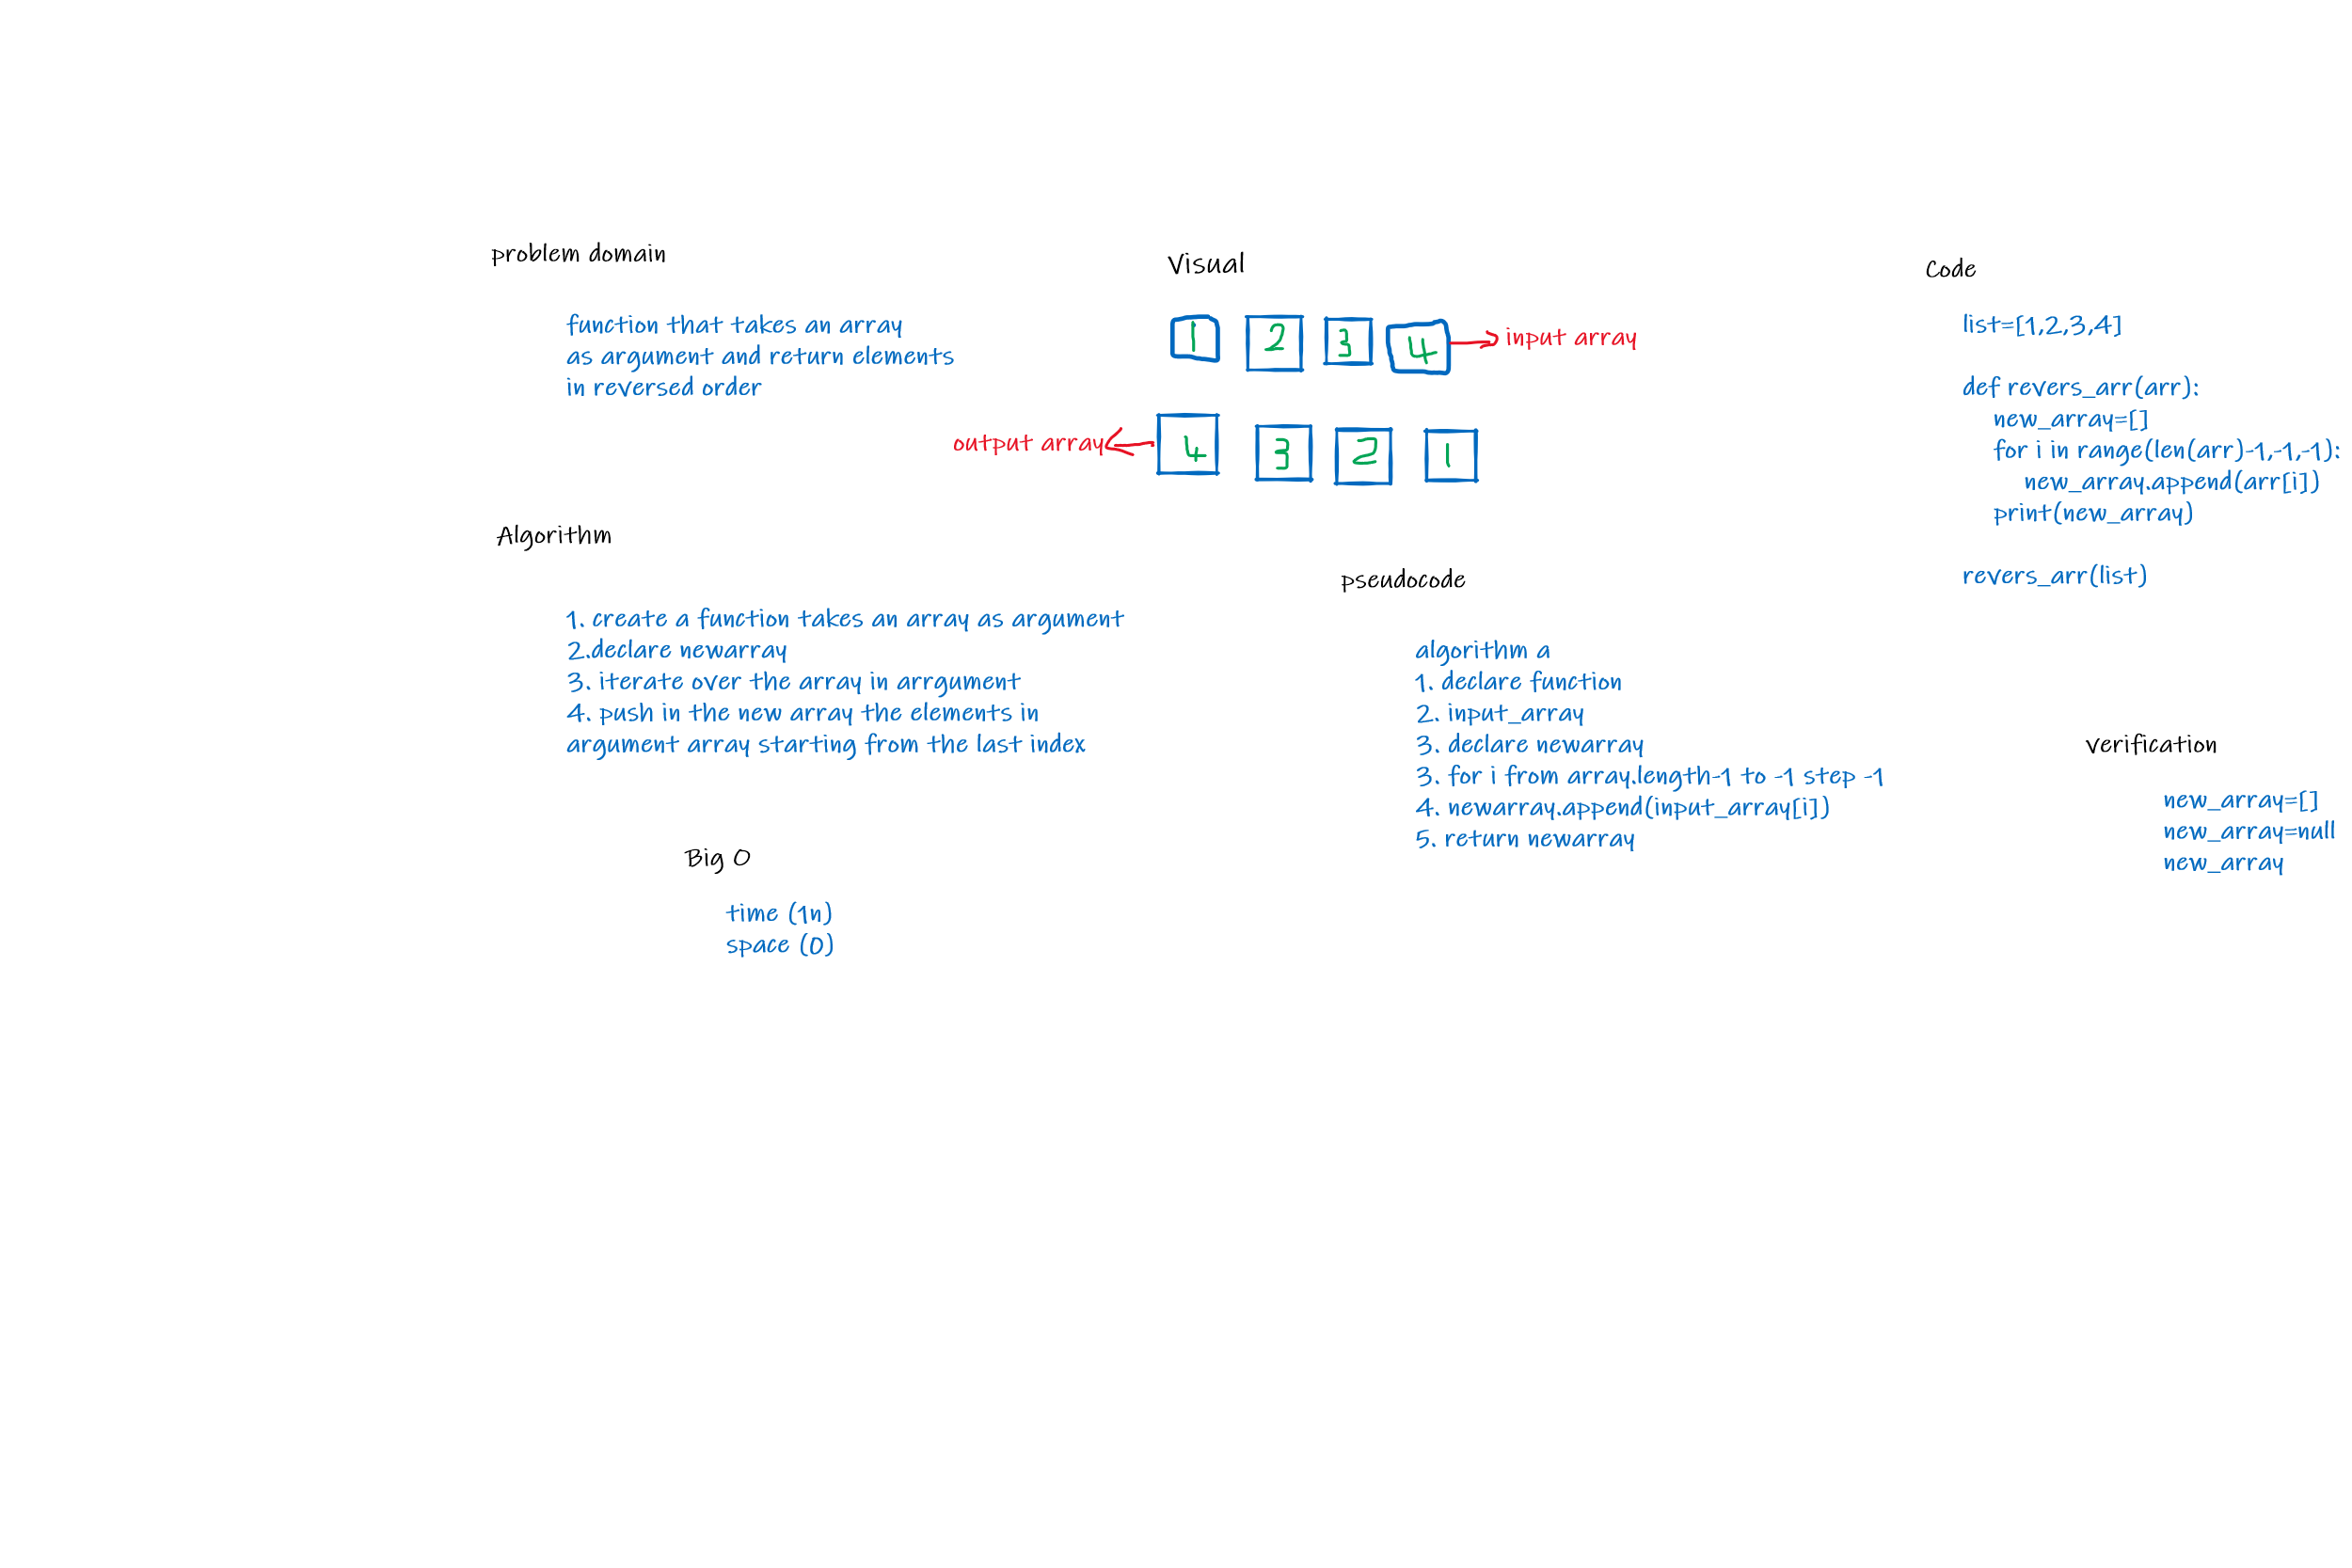 problem domain
function that takes an array
as argument and return elements
in reversed order
Visual
1 2 3 4
input array
output array
4 3 2 1
Algorithm
1. create a function takes an array as argument
2.declare newarray
3. iterate over the array in arrgument
4. push in the new array the elements in
argument array starting from the last index
Big O
time (1n)
space (0)
pseudocode
algorithm a
1. declare function
2. input_array
3. declare newarray
3. for i from array.length-1 to -1 step -1
4. newarray.append(input_array[i])
5. return newarray
Code
list=[1,2,3,4]
def revers_arr(arr):
new_array=[]
for i in range(len(arr)-1,-1,-1):
new_array.append(arr[i])
print(new_array)
revers_arr(list)
verification
new_array=[]
new_array=null
new_array